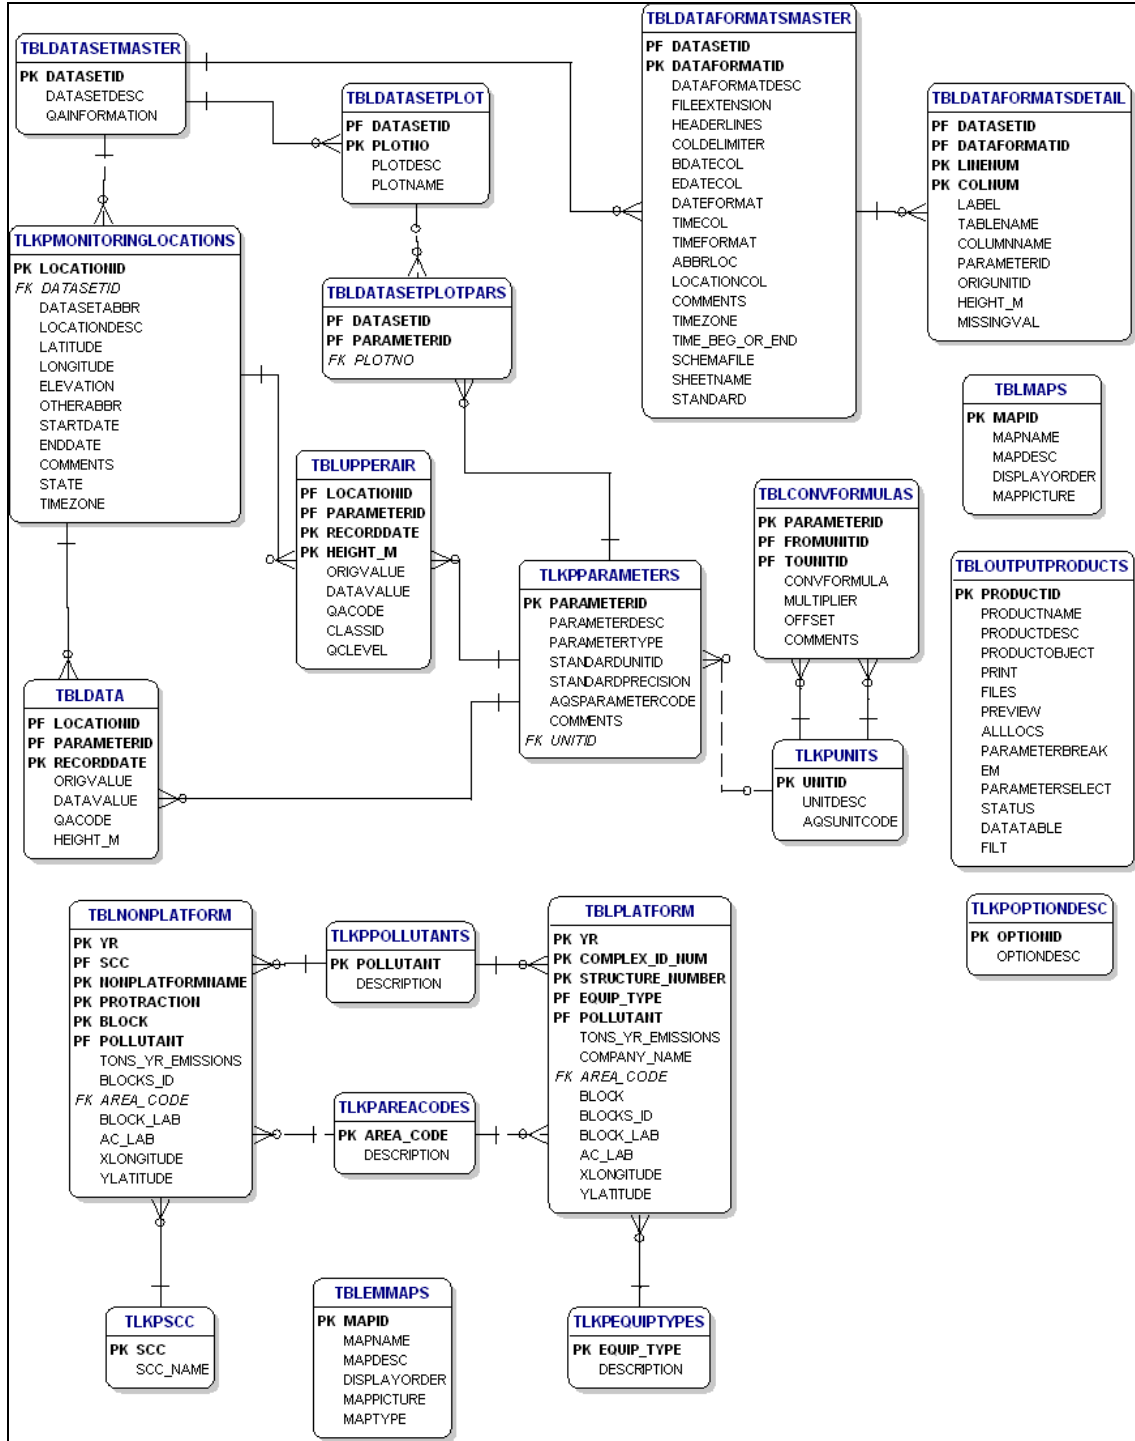 TBLDATASETMASTER
PK DATASETID
DATASETDESC
QAINFORMATION
TBLDATASETPLOT
PF DATASETID
PK PLOTNO
PLOTDESC
PLOTNAME
TBLDATAFORMATSMASTER
PF DATASETID
PK DATAFORMATID
DATAFORMATDESC
FILEEXTENSION
HEADERLINES
COLDELIMITER
BDATECOL
EDATECOL
DATEFORMAT
TIMECOL
TIMEFORMAT
ABBRLOC
LOCATIONCOL
COMMENTS
TIMEZONE
TIME_BEG_OR_END
SCHEMAFILE
SHEETNAME
STANDARD
TBLDATAFORMATSDETAIL
PF DATASETID
PF DATAFORMATID
PK LINENUM
PK COLNUM
LABEL
TABLENAME
COLUMNNAME
PARAMETERID
ORIGUNITID
HEIGHT_M
MISSINGVAL
TLKPMONITORINGLOCATIONS
PK LOCATIONID
FK DATASETID
DATASETABBR
LOCATIONDESC
LATITUDE
LONGITUDE
ELEVATION
OTHERABBR
STARTDATE
ENDDATE
COMMENTS
STATE
TIMEZONE
TBLDATASETPLOTPARS
PF DATASETID
PF PARAMETERID
FK PLOTNO
TBLMAPS
PK MAPID
MAPNAME
MAPDESC
DISPLAYORDER
MAPPICTURE
TBLUPPERAIR
PF LOCATIONID
PF PARAMETERID
PK RECORDDATE
PK HEIGHT_M
ORIGVALUE
DATAVALUE
QACODE
CLASSID
QCLEVEL
TBLCONVFORMULAS
PK PARAMETERID
PF FROMUNITID
PF TOUNITID
CONVFORMULA
MULTIPLIER
OFFSET
COMMENTS
TLKPPARAMETERS
PK PARAMETERID
PARAMETERDESC
PARAMETERTYPE
STANDARDUNITID
STANDARDPRECISION
AQSPARAMETERCODE
COMMENTS
FK UNITID
TBLOUTPUTPRODUCTS
PK PRODUCTID
PRODUCTNAME
PRODUCTDESC
PRODUCTOBJECT
PRINT
FILES
PREVIEW
ALLLOCS
PARAMETERBREAK
EM
PARAMETERSELECT
STATUS
DATATABLE
FILT
TBLDATA
PF LOCATIONID
PF PARAMETERID
PK RECORDDATE
ORIGVALUE
DATAVALUE
QACODE
HEIGHT_M
TLKPUNITS
PK UNITID
UNITDESC
AQSUNITCODE
TBLNONPLATFORM
PK YR
PF SCC
PK NONPLATFORMNAME
PK PROTRACTION
PK BLOCK
PF POLLUTANT
TONS_YR_EMISSIONS
BLOCKS_ID
FK AREA_CODE
BLOCK_LAB
AC_LAB
XLONGITUDE
YLATITUDE
TLKPPOLLUTANTS
PK POLLUTANT
DESCRIPTION
TBLPLATFORM
PK YR
PK COMPLEX_ID_NUM
PK STRUCTURE_NUMBER
PF EQUIP_TYPE
PF POLLUTANT
TONS_YR_EMISSIONS
COMPANY_NAME
FK AREA_CODE
BLOCK
BLOCKS_ID
BLOCK_LAB
AC_LAB
XLONGITUDE
YLATITUDE
TLKPOPTIONDESC
PK OPTIONID
OPTIONDESC
TLKPAREACODES
PK AREA_CODE
DESCRIPTION
TLKPSCC
PK SCC
SCC_NAME
TBLEMMAPS
PK MAPID
MAPNAME
MAPDESC
DISPLAYORDER
MAPPICTURE
MAPTYPE
TLKPEQUIPTYPES
PK EQUIP_TYPE
DESCRIPTION